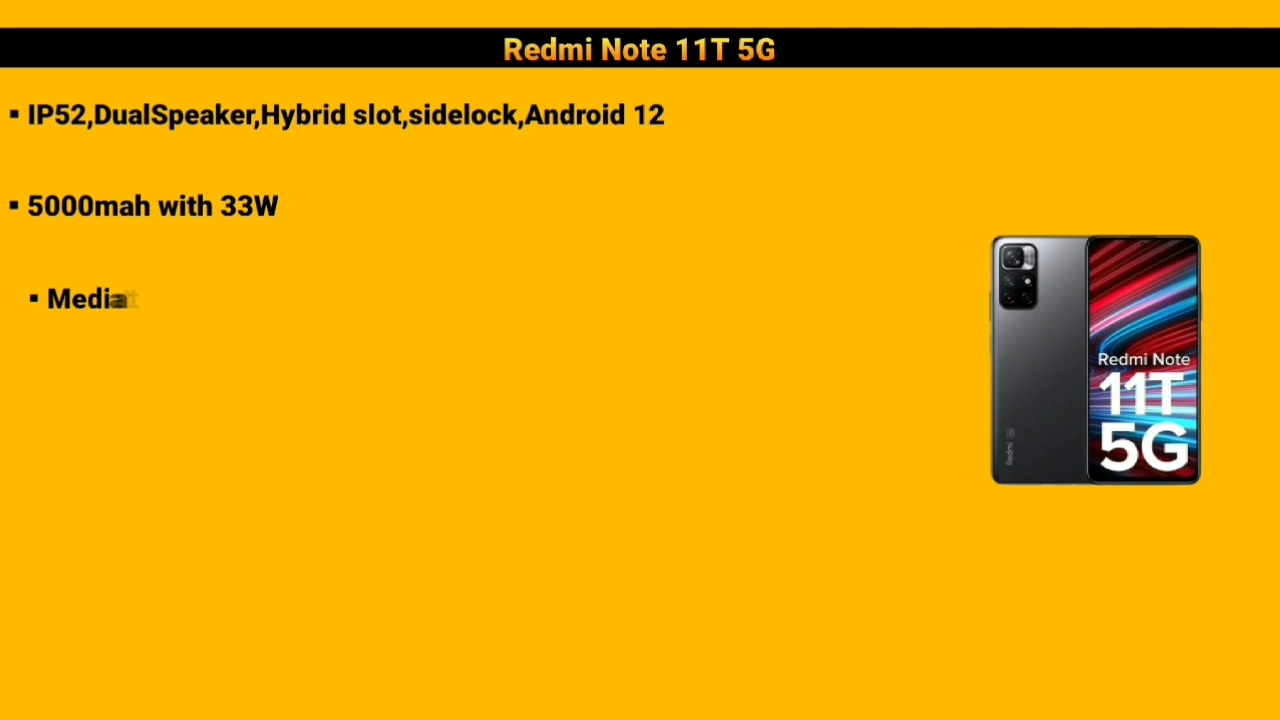 Redmi Note 11T 5G
▪ IP52,DualSpeaker,Hybrid slot,sidelock,Android 12
▪ 5000mah with 33W
▪ Media
Redmi Note
11T
5G
Redmi